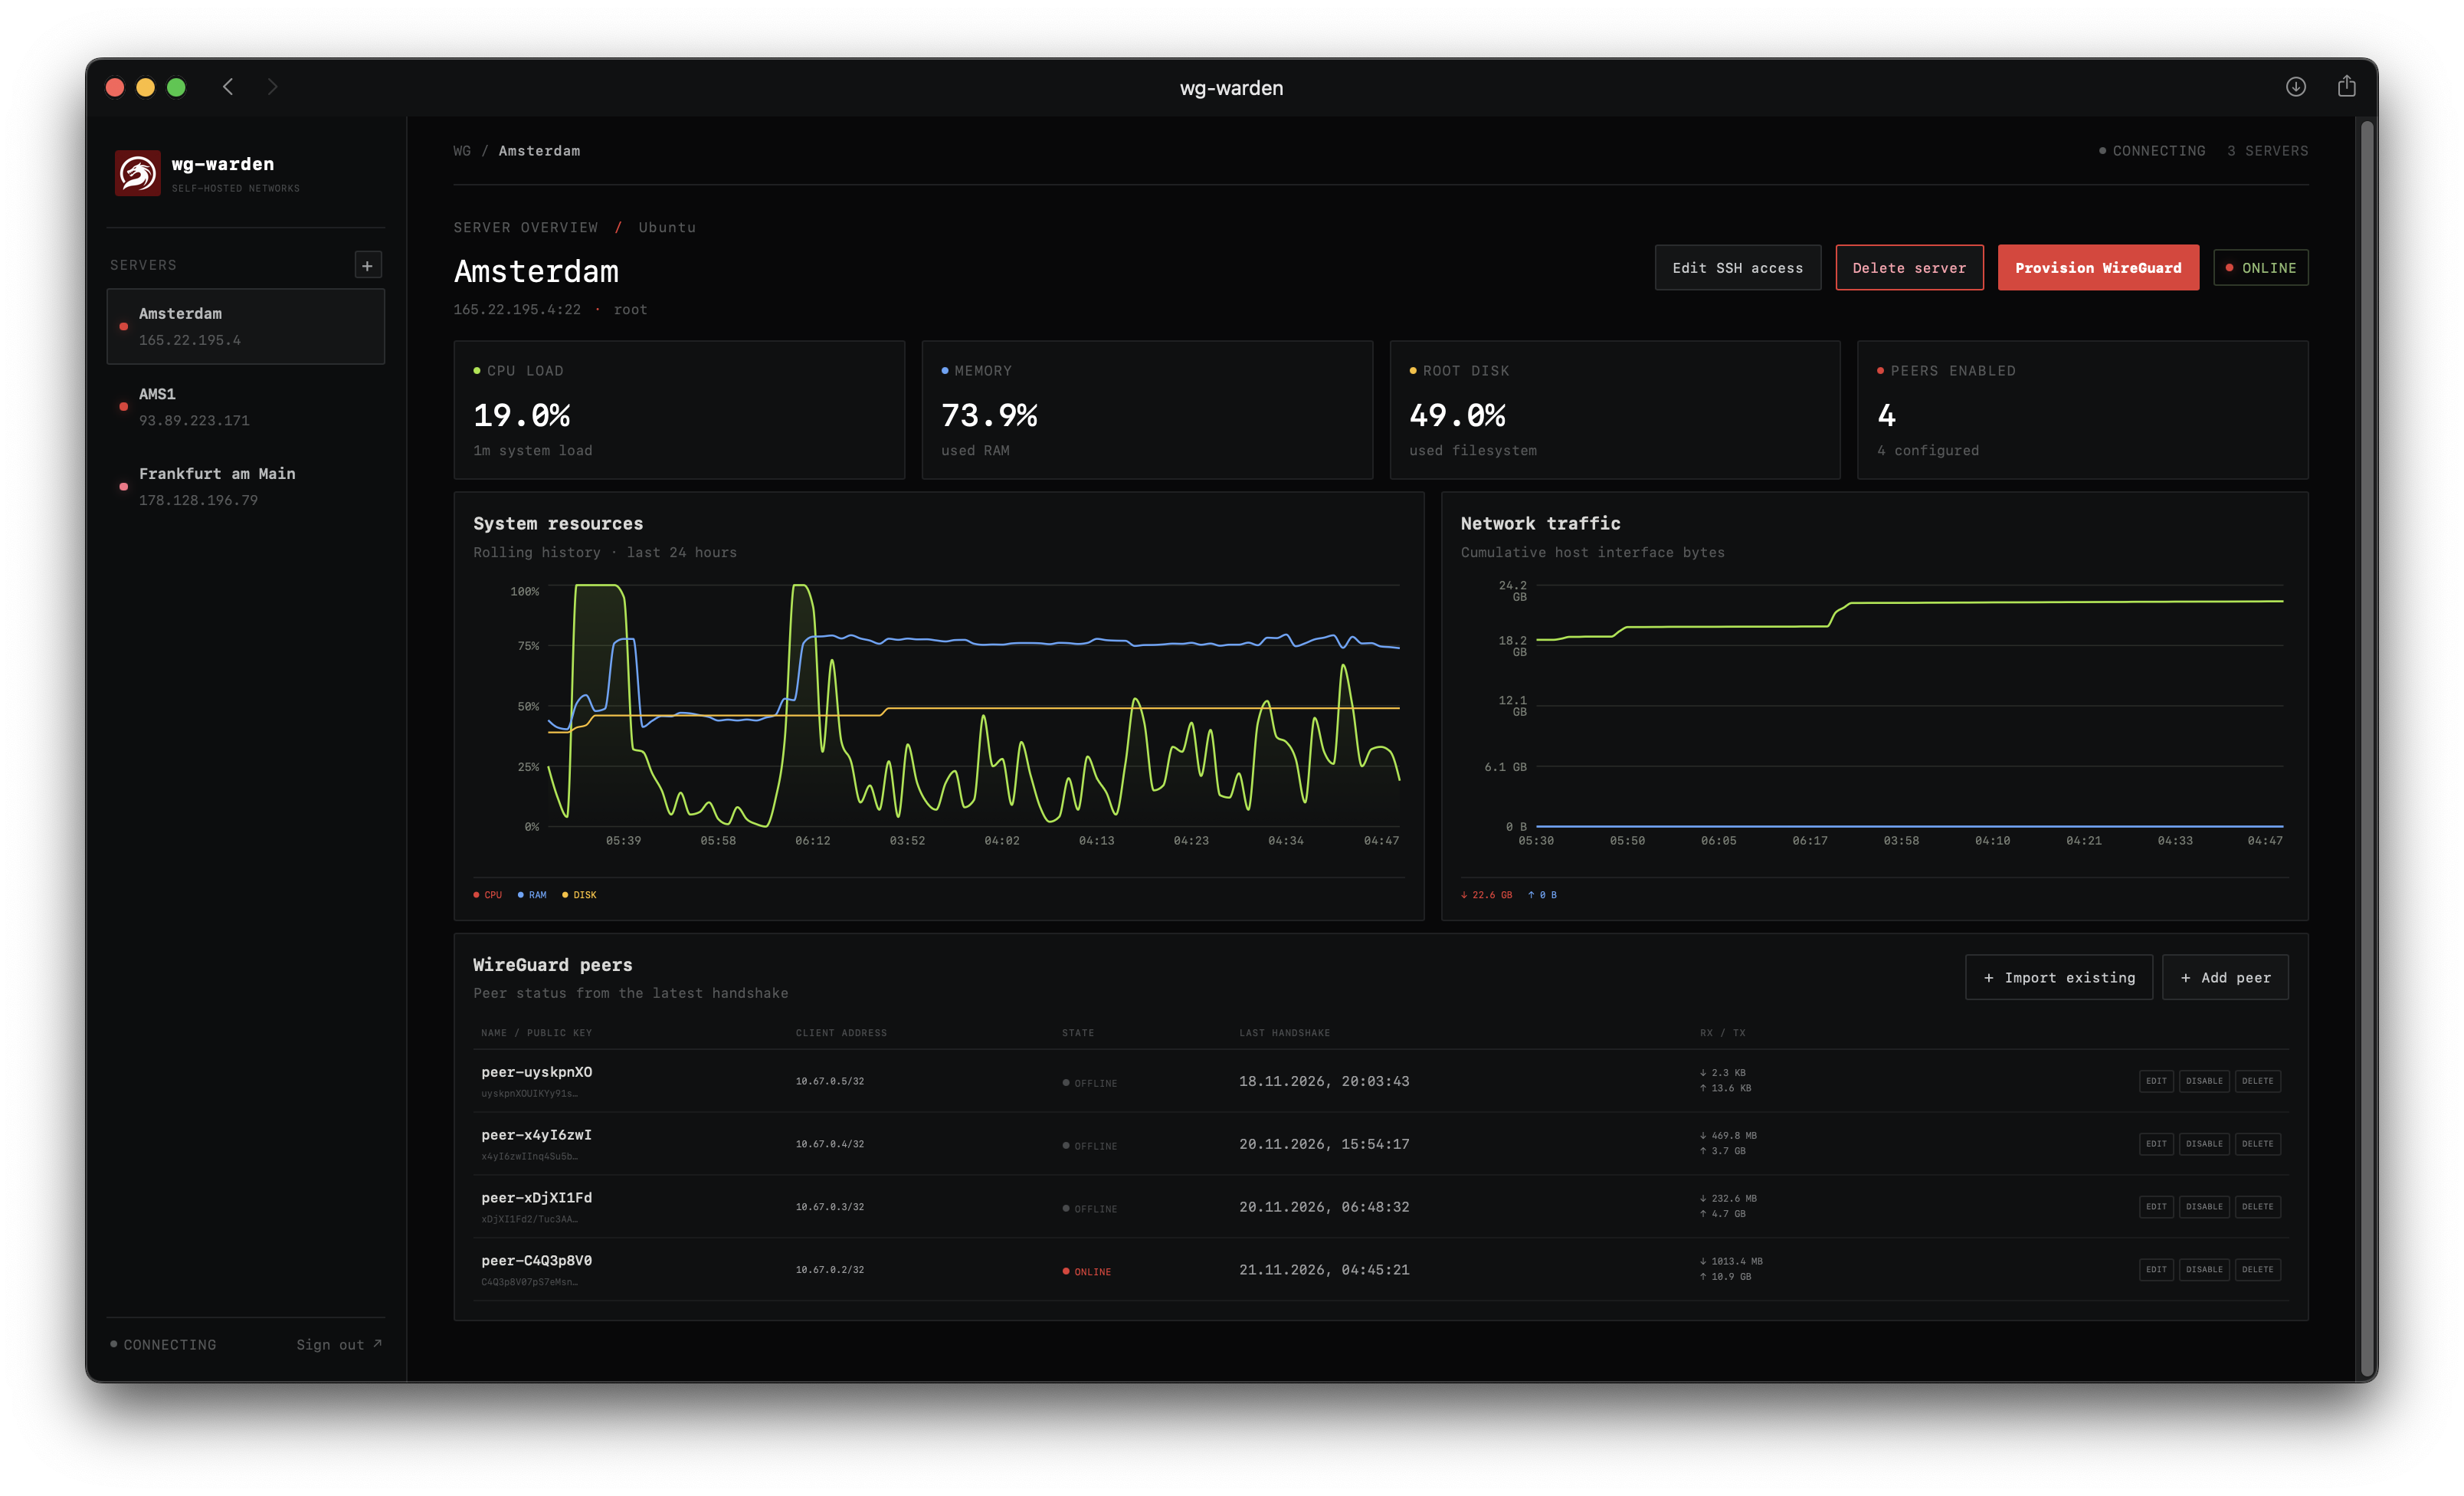 wg-warden
wg-warden
SELF-HOSTED NETWORKS
SERVERS
+
Amsterdam
165.22.195.4
AMS1
93.89.223.171
Frankfurt am Main
178.128.196.79
CONNECTING
Sign out ↗
WG / Amsterdam
CONNECTING 3 SERVERS
SERVER OVERVIEW / Ubuntu
Amsterdam
165.22.195.4:22 · root
Edit SSH access
Delete server
Provision WireGuard
ONLINE
CPU LOAD
19.0%
1m system load
MEMORY
73.9%
used RAM
ROOT DISK
49.0%
used filesystem
PEERS ENABLED
4
4 configured
System resources
Rolling history · last 24 hours
100%
75%
50%
25%
0%
05:39 05:58 06:12 03:52 04:02 04:13 04:23 04:34 04:47
CPU RAM DISK
Network traffic
Cumulative host interface bytes
24.2
GB
18.2
GB
12.1
GB
6.1 GB
0 B
05:30 05:50 06:05 06:17 03:58 04:10 04:21 04:33 04:47
↓ 22.6 GB ↑ 0 B
WireGuard peers
Peer status from the latest handshake
+ Import existing
+ Add peer
NAME / PUBLIC KEY CLIENT ADDRESS STATE LAST HANDSHAKE RX / TX
peer-uyskpnXO
uyskpnXOUIKYy91s…
10.67.0.5/32
OFFLINE
18.11.2026, 20:03:43
↓ 2.3 KB
↑ 13.6 KB
EDIT DISABLE DELETE
peer-x4yI6zwI
x4yI6zwIInq4Su5b…
10.67.0.4/32
OFFLINE
20.11.2026, 15:54:17
↓ 469.8 MB
↑ 3.7 GB
EDIT DISABLE DELETE
peer-xDjXI1Fd
xDjXI1Fd2/Tuc3AA…
10.67.0.3/32
OFFLINE
20.11.2026, 06:48:32
↓ 232.6 MB
↑ 4.7 GB
EDIT DISABLE DELETE
peer-C4Q3p8V0
C4Q3p8V07pS7eMsn…
10.67.0.2/32
ONLINE
21.11.2026, 04:45:21
↓ 1013.4 MB
↑ 10.9 GB
EDIT DISABLE DELETE